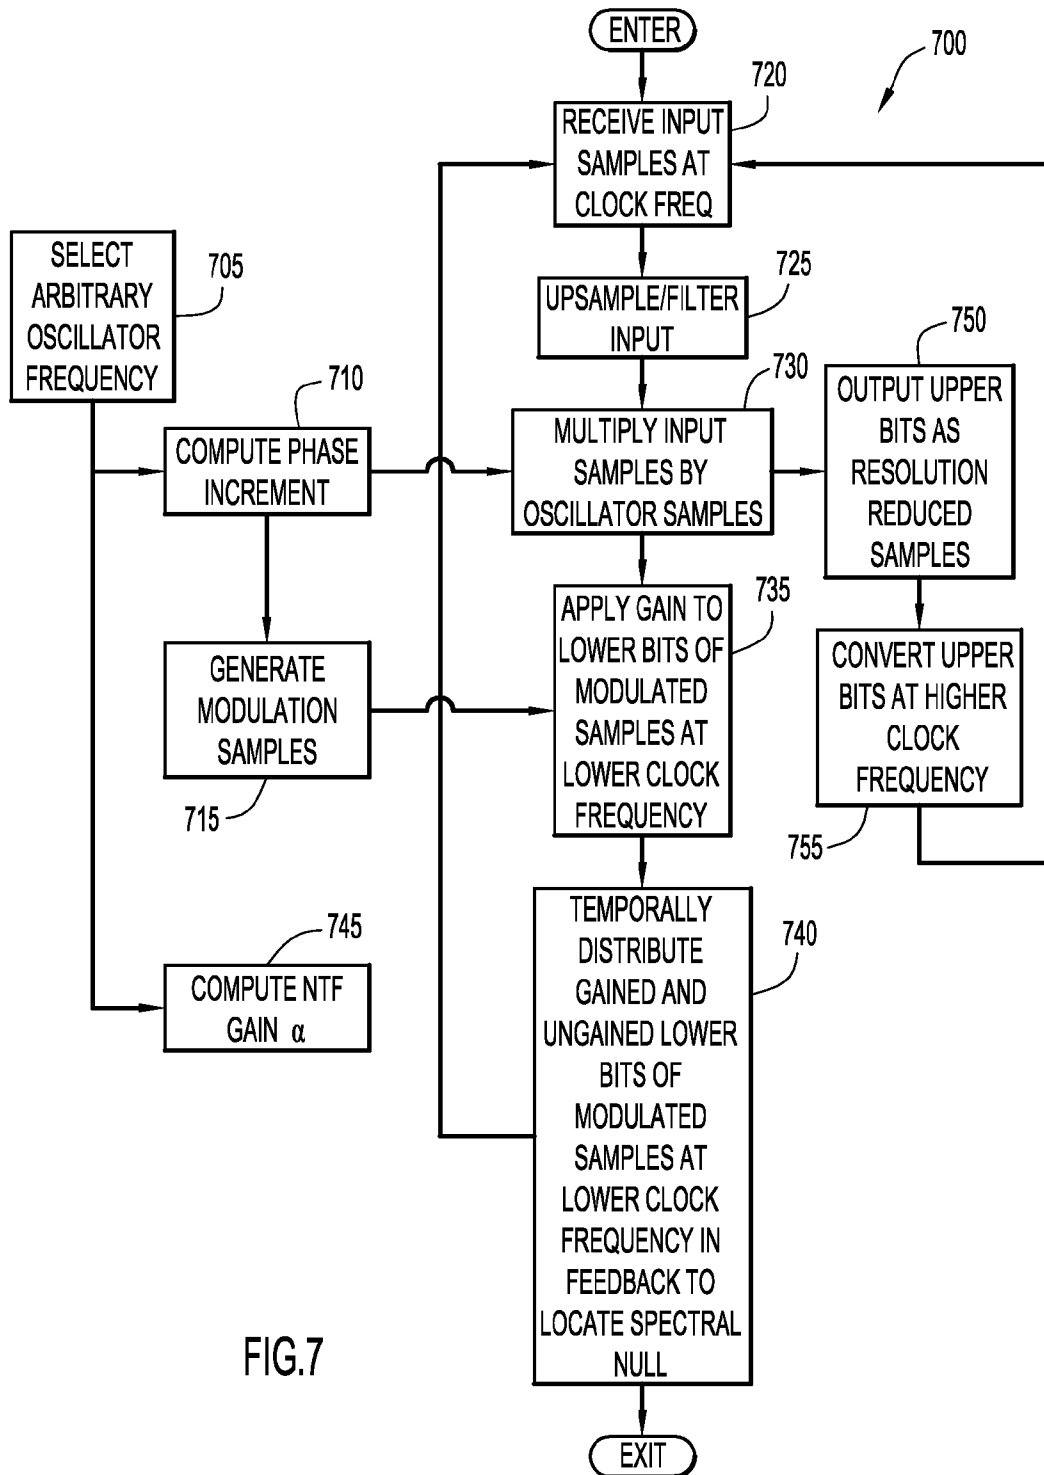 ENTER
700
720
RECEIVE INPUT
SAMPLES AT
CLOCK FREQ
SELECT
ARBITRARY
OSCILLATOR
FREQUENCY
705
725
UPSAMPLE/FILTER
INPUT
710
COMPUTE PHASE
INCREMENT
730
MULTIPLY INPUT
SAMPLES BY
OSCILLATOR SAMPLES
750
OUTPUT UPPER
BITS AS
RESOLUTION
REDUCED
SAMPLES
GENERATE
MODULATION
SAMPLES
715
735
APPLY GAIN TO
LOWER BITS OF
MODULATED
SAMPLES AT
LOWER CLOCK
FREQUENCY
CONVERT UPPER
BITS AT HIGHER
CLOCK
FREQUENCY
755
745
COMPUTE NTF
GAIN α
740
TEMPORALLY
DISTRIBUTE
GAINED AND
UNGAINED LOWER
BITS OF
MODULATED
SAMPLES AT
LOWER CLOCK
FREQUENCY IN
FEEDBACK TO
LOCATE SPECTRAL
NULL
FIG.7
EXIT